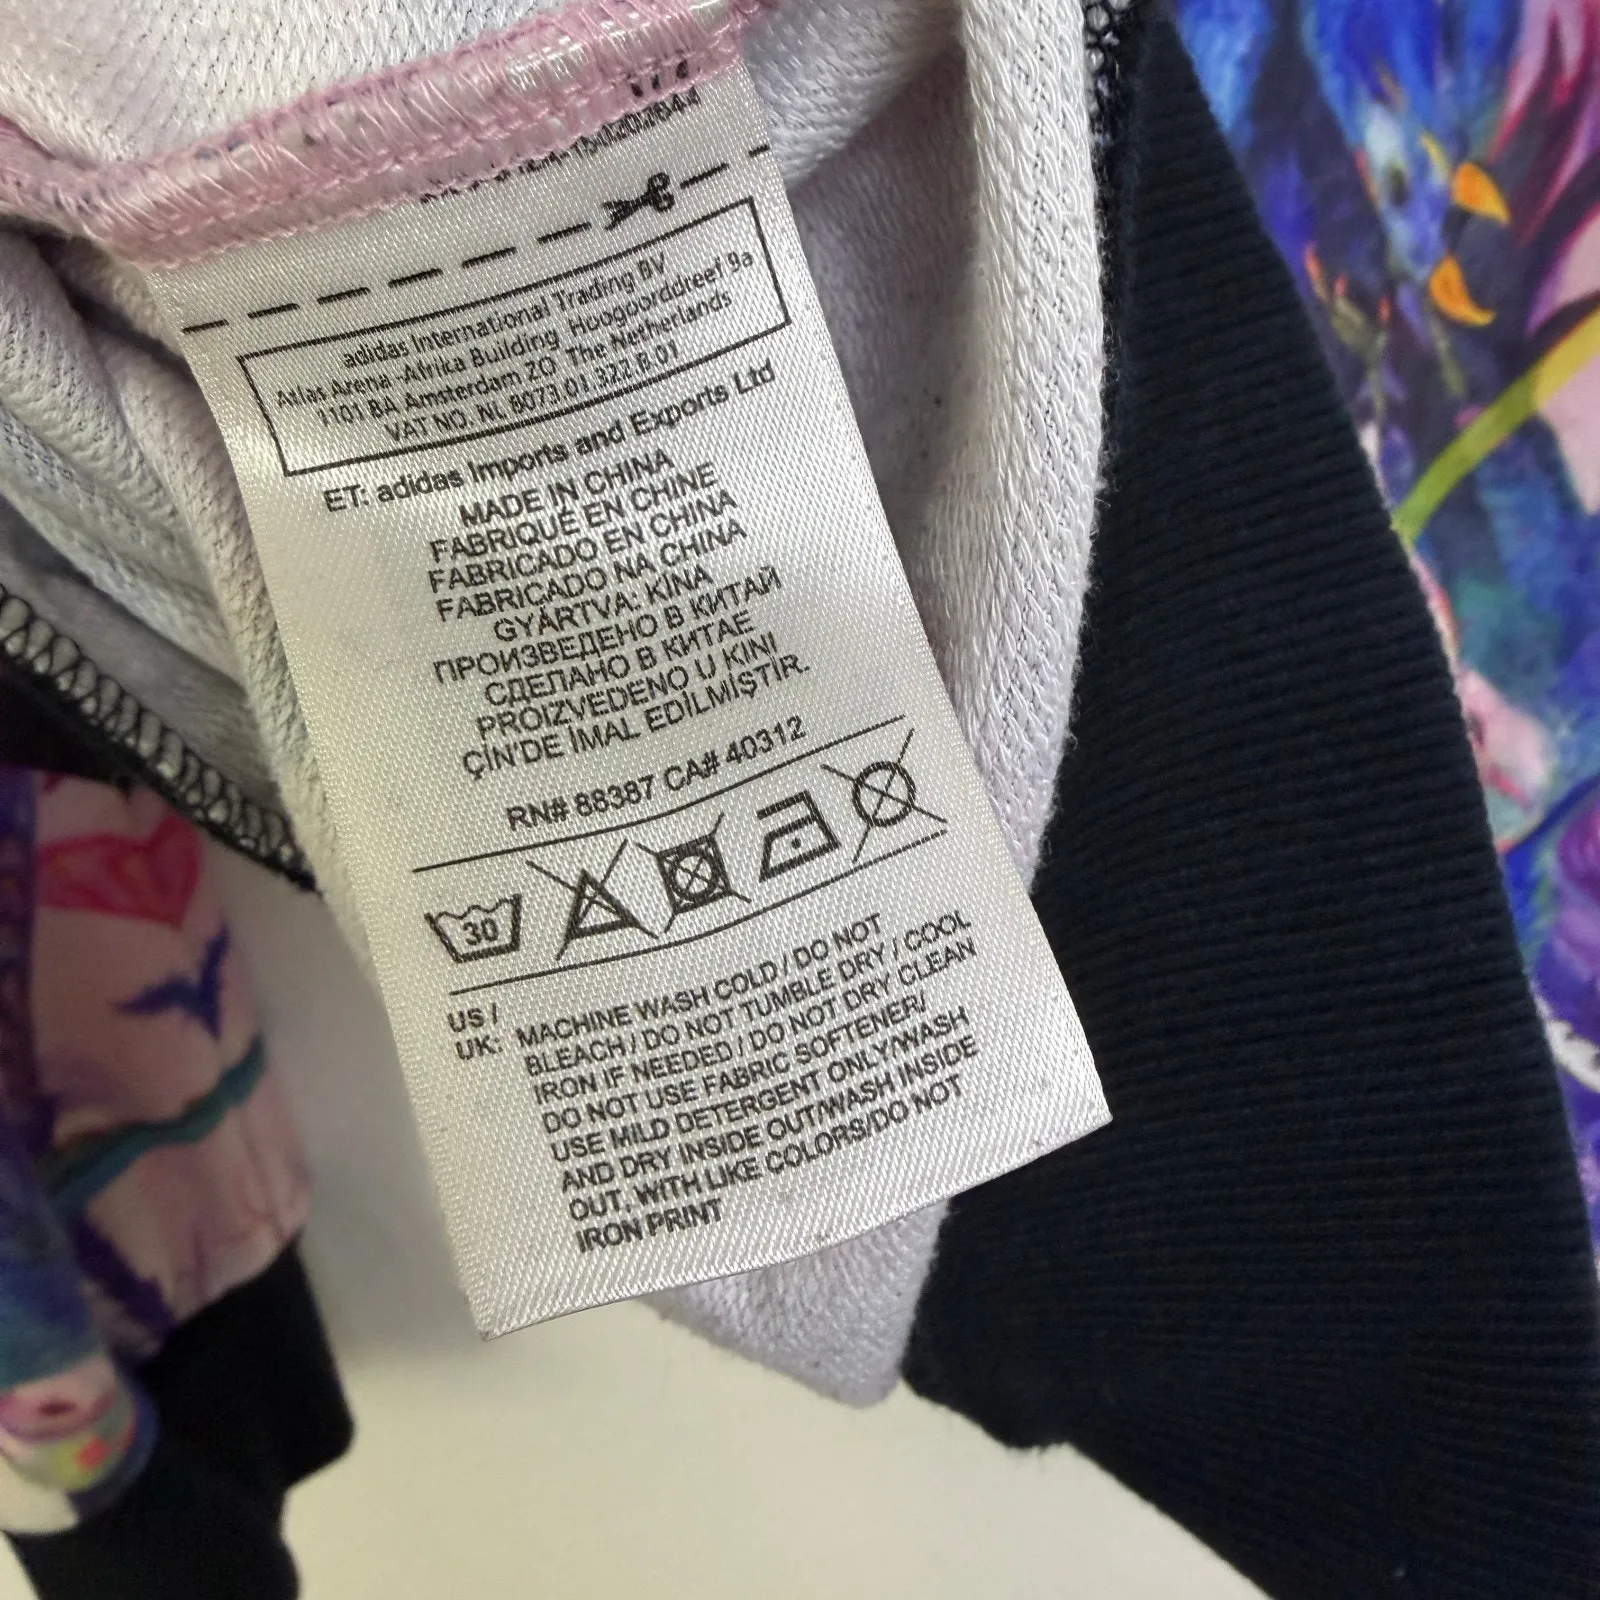 adidas International Trading BV
Atlas Arena -Afrika Building Hoogoorddreef 9a
1101 BA Amsterdam ZO The Netherlands
VAT NO. NL 8073.01.322.B.01
ET: adidas Imports and Exports Ltd
MADE IN CHINA
FABRIQUÉ EN CHINE
FABRICADO EN CHINA
FABRICADO NA CHINA
GYÁRTVA: KÍNA
ПРОИЗВЕДЕНО В КИТАЙ
СДЕЛАНО В КИТАЕ
PROIZVEDENO U KINI
ÇİN'DE İMAL EDİLMİŞTİR.
RN# 88387 CA# 40312
30
US / UK: MACHINE WASH COLD / DO NOT
BLEACH / DO NOT TUMBLE DRY / COOL
IRON IF NEEDED / DO NOT DRY CLEAN
DO NOT USE FABRIC SOFTENER/
USE MILD DETERGENT ONLY/WASH
AND DRY INSIDE OUT/WASH INSIDE
OUT, WITH LIKE COLORS/DO NOT
IRON PRINT